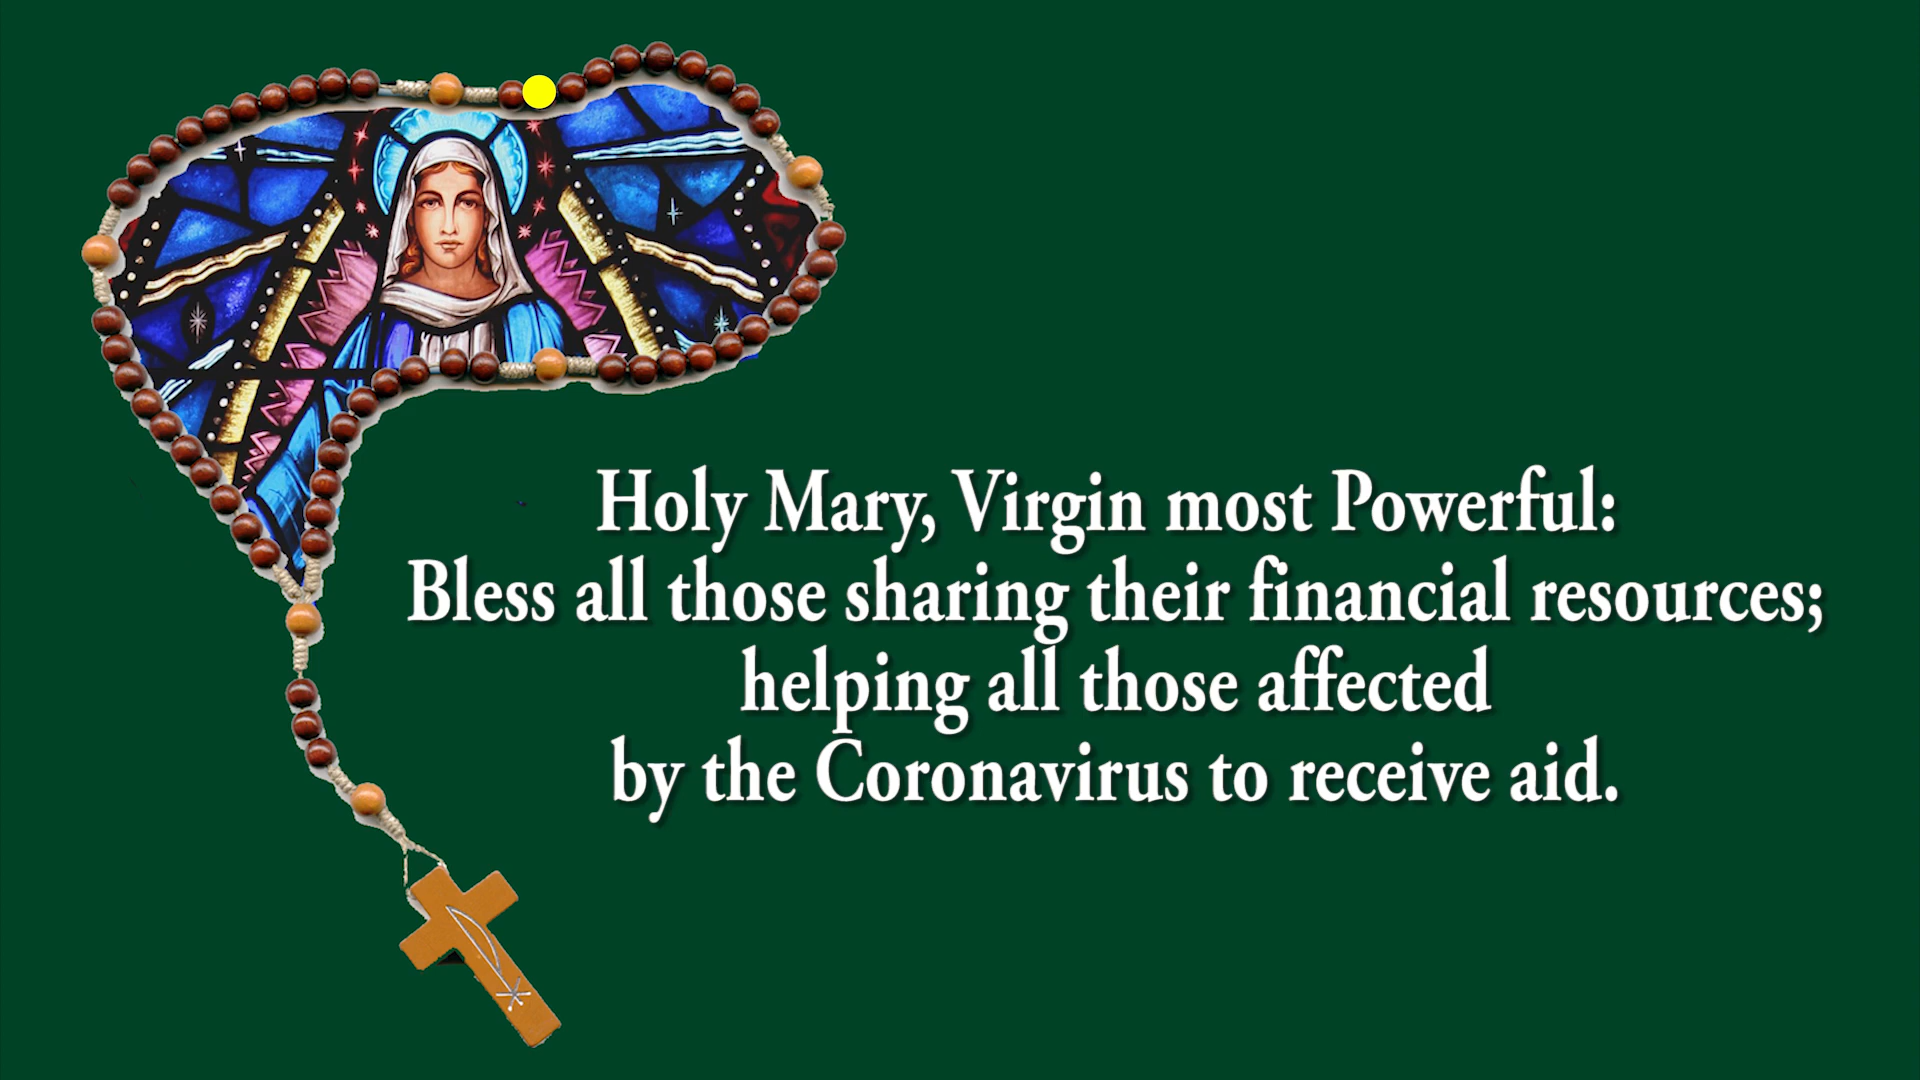 Holy Mary, Virgin most Powerful:
Bless all those sharing their financial resources;
helping all those affected
by the Coronavirus to receive aid.